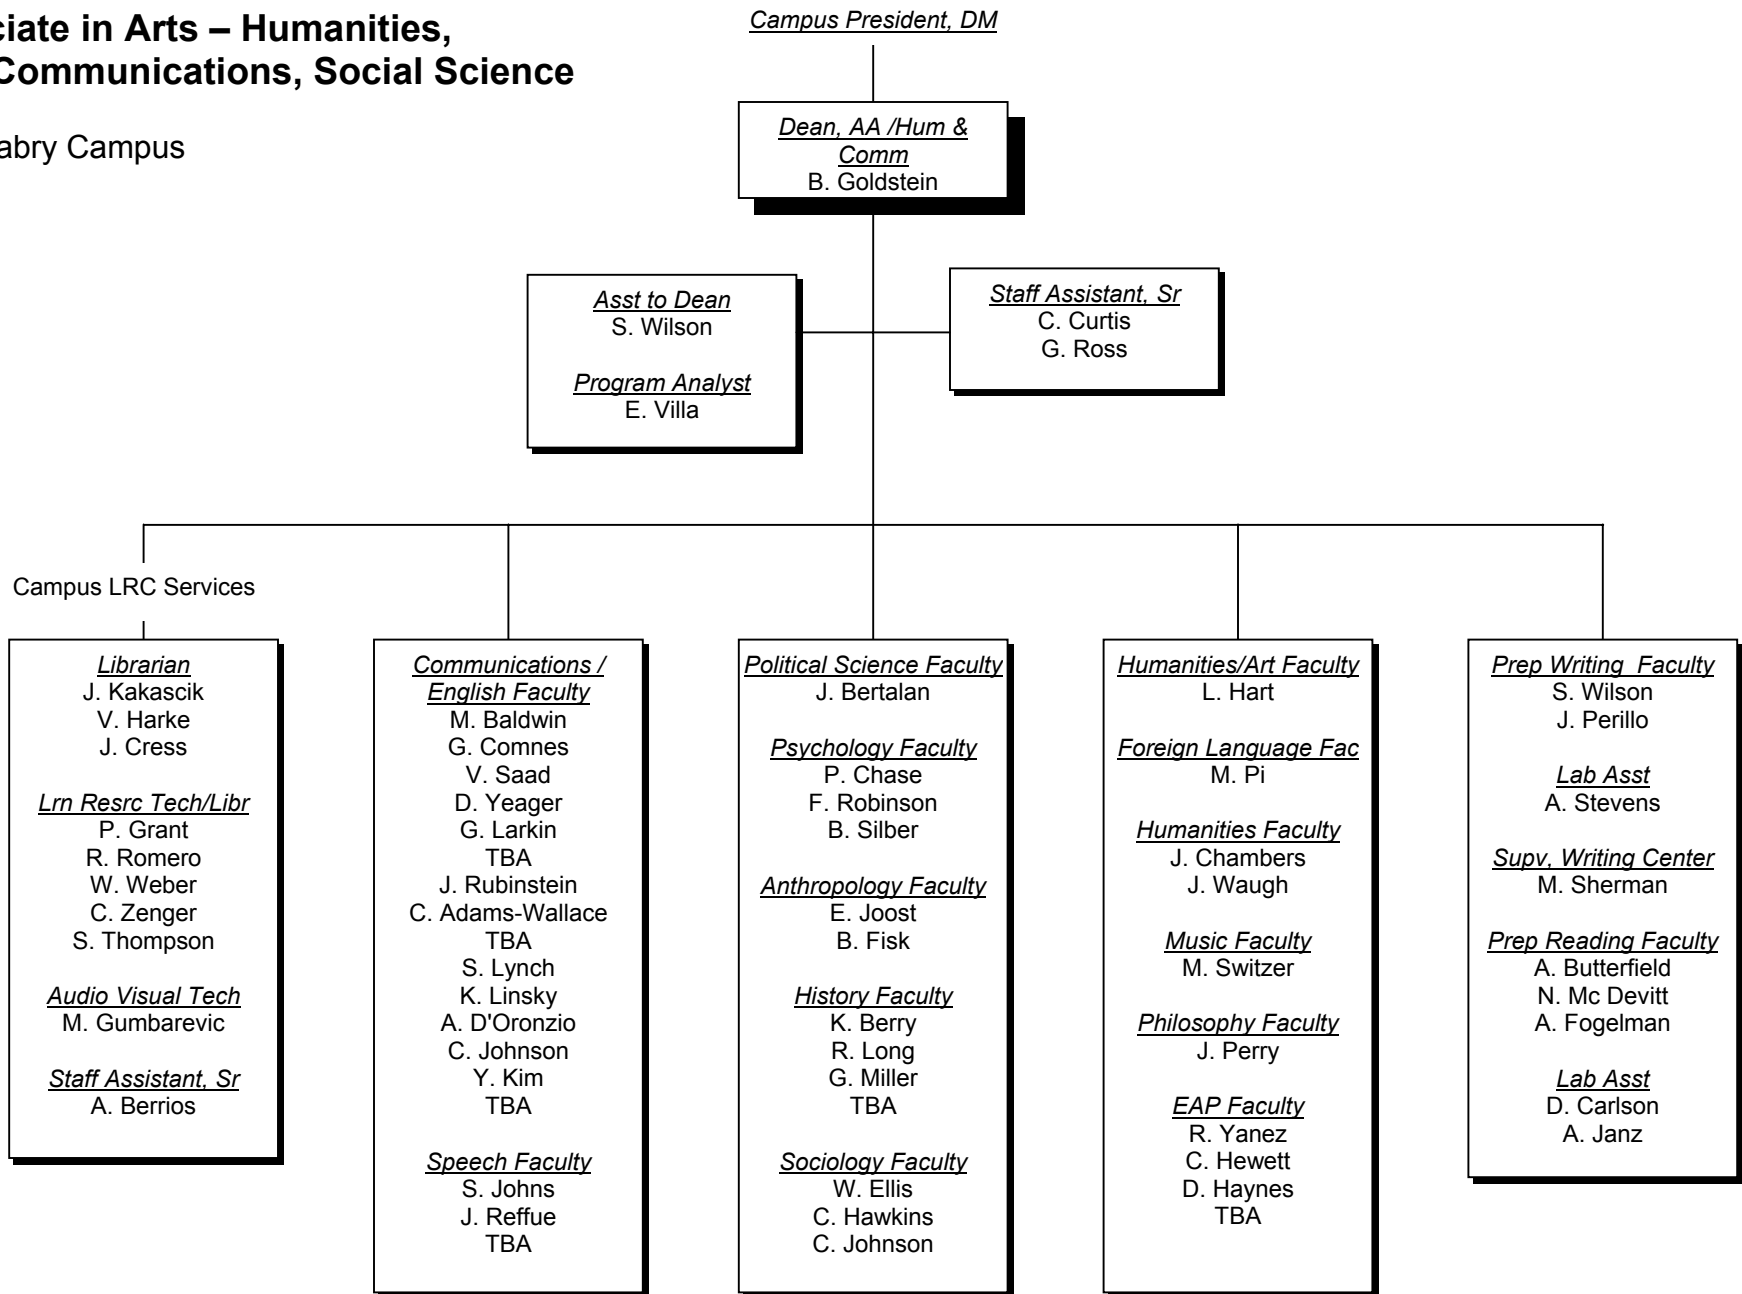 ciate in Arts – Humanities,
Communications, Social Science
abry Campus
Campus President, DM
Dean, AA /Hum &
Comm
B. Goldstein
Asst to Dean
S. Wilson
Program Analyst
E. Villa
Staff Assistant, Sr
C. Curtis
G. Ross
Campus LRC Services
Librarian
J. Kakascik
V. Harke
J. Cress
Lrn Resrc Tech/Libr
P. Grant
R. Romero
W. Weber
C. Zenger
S. Thompson
Audio Visual Tech
M. Gumbarevic
Staff Assistant, Sr
A. Berrios
Communications /
English Faculty
M. Baldwin
G. Comnes
V. Saad
D. Yeager
G. Larkin
TBA
J. Rubinstein
C. Adams-Wallace
TBA
S. Lynch
K. Linsky
A. D'Oronzio
C. Johnson
Y. Kim
TBA
Speech Faculty
S. Johns
J. Reffue
TBA
Political Science Faculty
J. Bertalan
Psychology Faculty
P. Chase
F. Robinson
B. Silber
Anthropology Faculty
E. Joost
B. Fisk
History Faculty
K. Berry
R. Long
G. Miller
TBA
Sociology Faculty
W. Ellis
C. Hawkins
C. Johnson
Humanities/Art Faculty
L. Hart
Foreign Language Fac
M. Pi
Humanities Faculty
J. Chambers
J. Waugh
Music Faculty
M. Switzer
Philosophy Faculty
J. Perry
EAP Faculty
R. Yanez
C. Hewett
D. Haynes
TBA
Prep Writing  Faculty
S. Wilson
J. Perillo
Lab Asst
A. Stevens
Supv, Writing Center
M. Sherman
Prep Reading Faculty
A. Butterfield
N. Mc Devitt
A. Fogelman
Lab Asst
D. Carlson
A. Janz